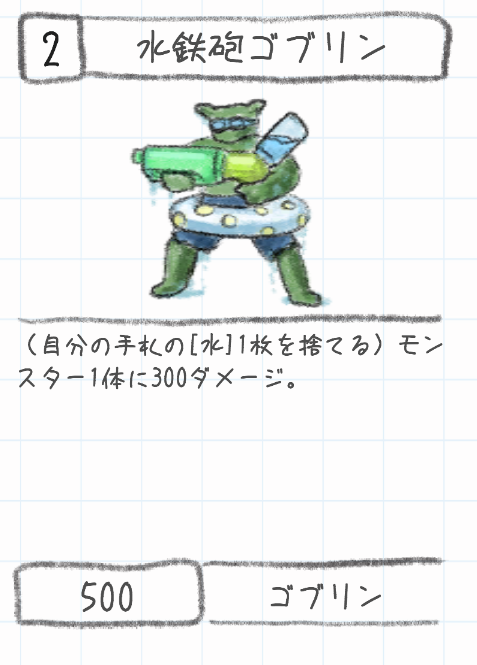 2
水鉄砲ゴブリン
（自分の手札の[水]1枚を捨てる）モン
スター1体に300ダメージ。
500
ゴブリン